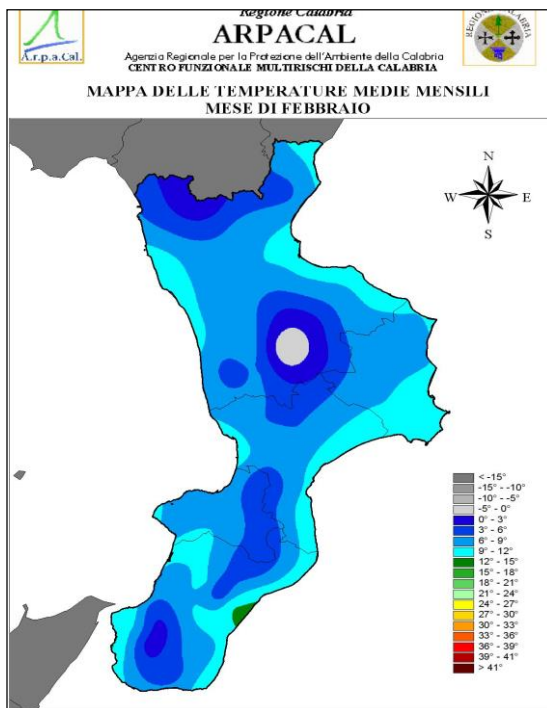 Regione Calabria
ARPACAL
Agenzia Regionale per la Protezione dell'Ambiente della Calabria
CENTRO FUNZIONALE MULTIRISCHI DELLA CALABRIA
A.r.p.a.Cal.
REGIONE CALABRIA
MAPPA DELLE TEMPERATURE MEDIE MENSILI
MESE DI FEBBRAIO
N
W E
S
< -15°
-15° - -10°
-10° - -5°
-5° - 0°
0° - 3°
3° - 6°
6° - 9°
9° - 12°
12° - 15°
15° - 18°
18° - 21°
21° - 24°
24° - 27°
27° - 30°
30° - 33°
33° - 36°
36° - 39°
39° - 41°
> 41°